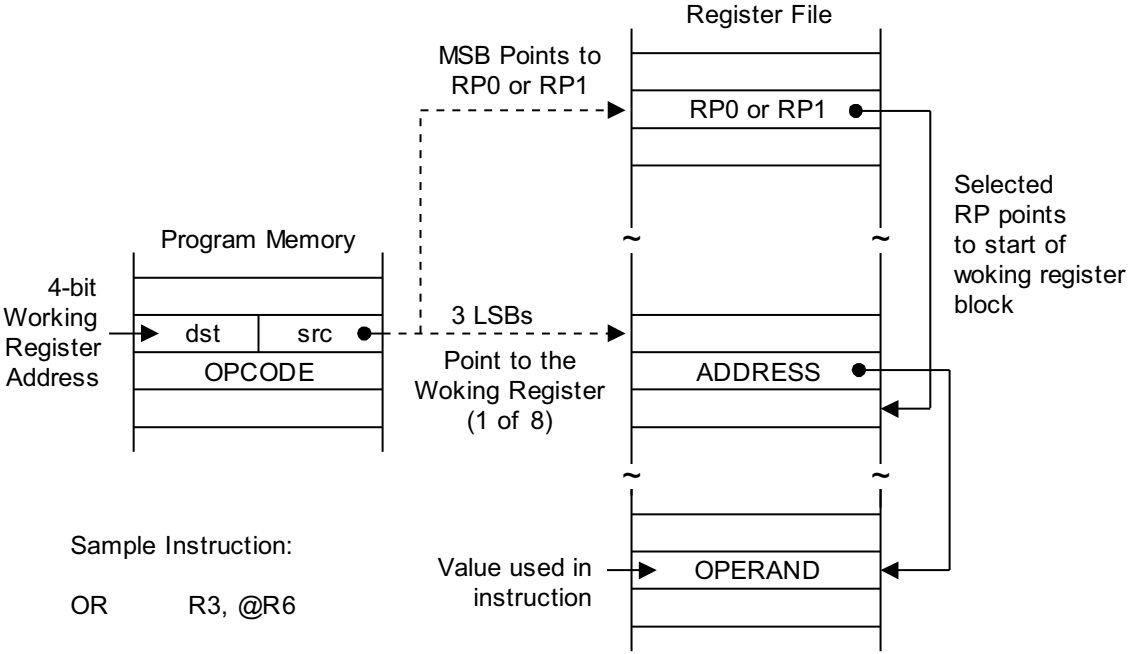 Register File
MSB Points to
RP0 or RP1
RP0 or RP1
Selected
RP points
to start of
woking register
block
~ ~
Program Memory
4-bit
Working
Register
Address
dst src
OPCODE
3 LSBs
Point to the
Woking Register
(1 of 8)
ADDRESS
~ ~
Sample Instruction:
OR R3, @R6
Value used in
instruction
OPERAND